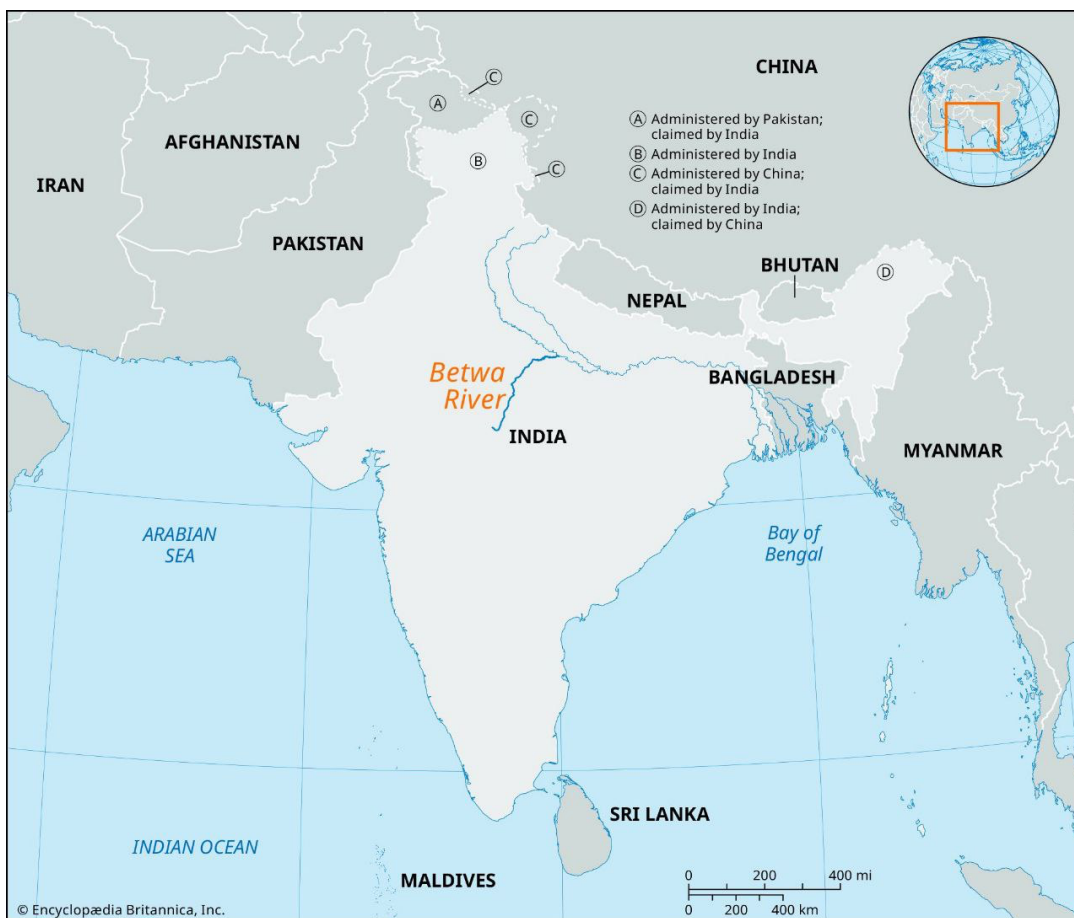 CHINA
Ⓒ
Ⓐ
Ⓒ
Ⓐ Administered by Pakistan;
claimed by India
AFGHANISTAN
Ⓑ
Ⓑ Administered by India
Ⓒ
Ⓒ Administered by China;
claimed by India
IRAN
Ⓓ Administered by India;
claimed by China
PAKISTAN
BHUTAN
Ⓓ
NEPAL
Betwa
River
BANGLADESH
INDIA
MYANMAR
ARABIAN
SEA
Bay of
Bengal
SRI LANKA
INDIAN OCEAN
MALDIVES
0 200 400 mi
0 200 400 km
© Encyclopædia Britannica, Inc.